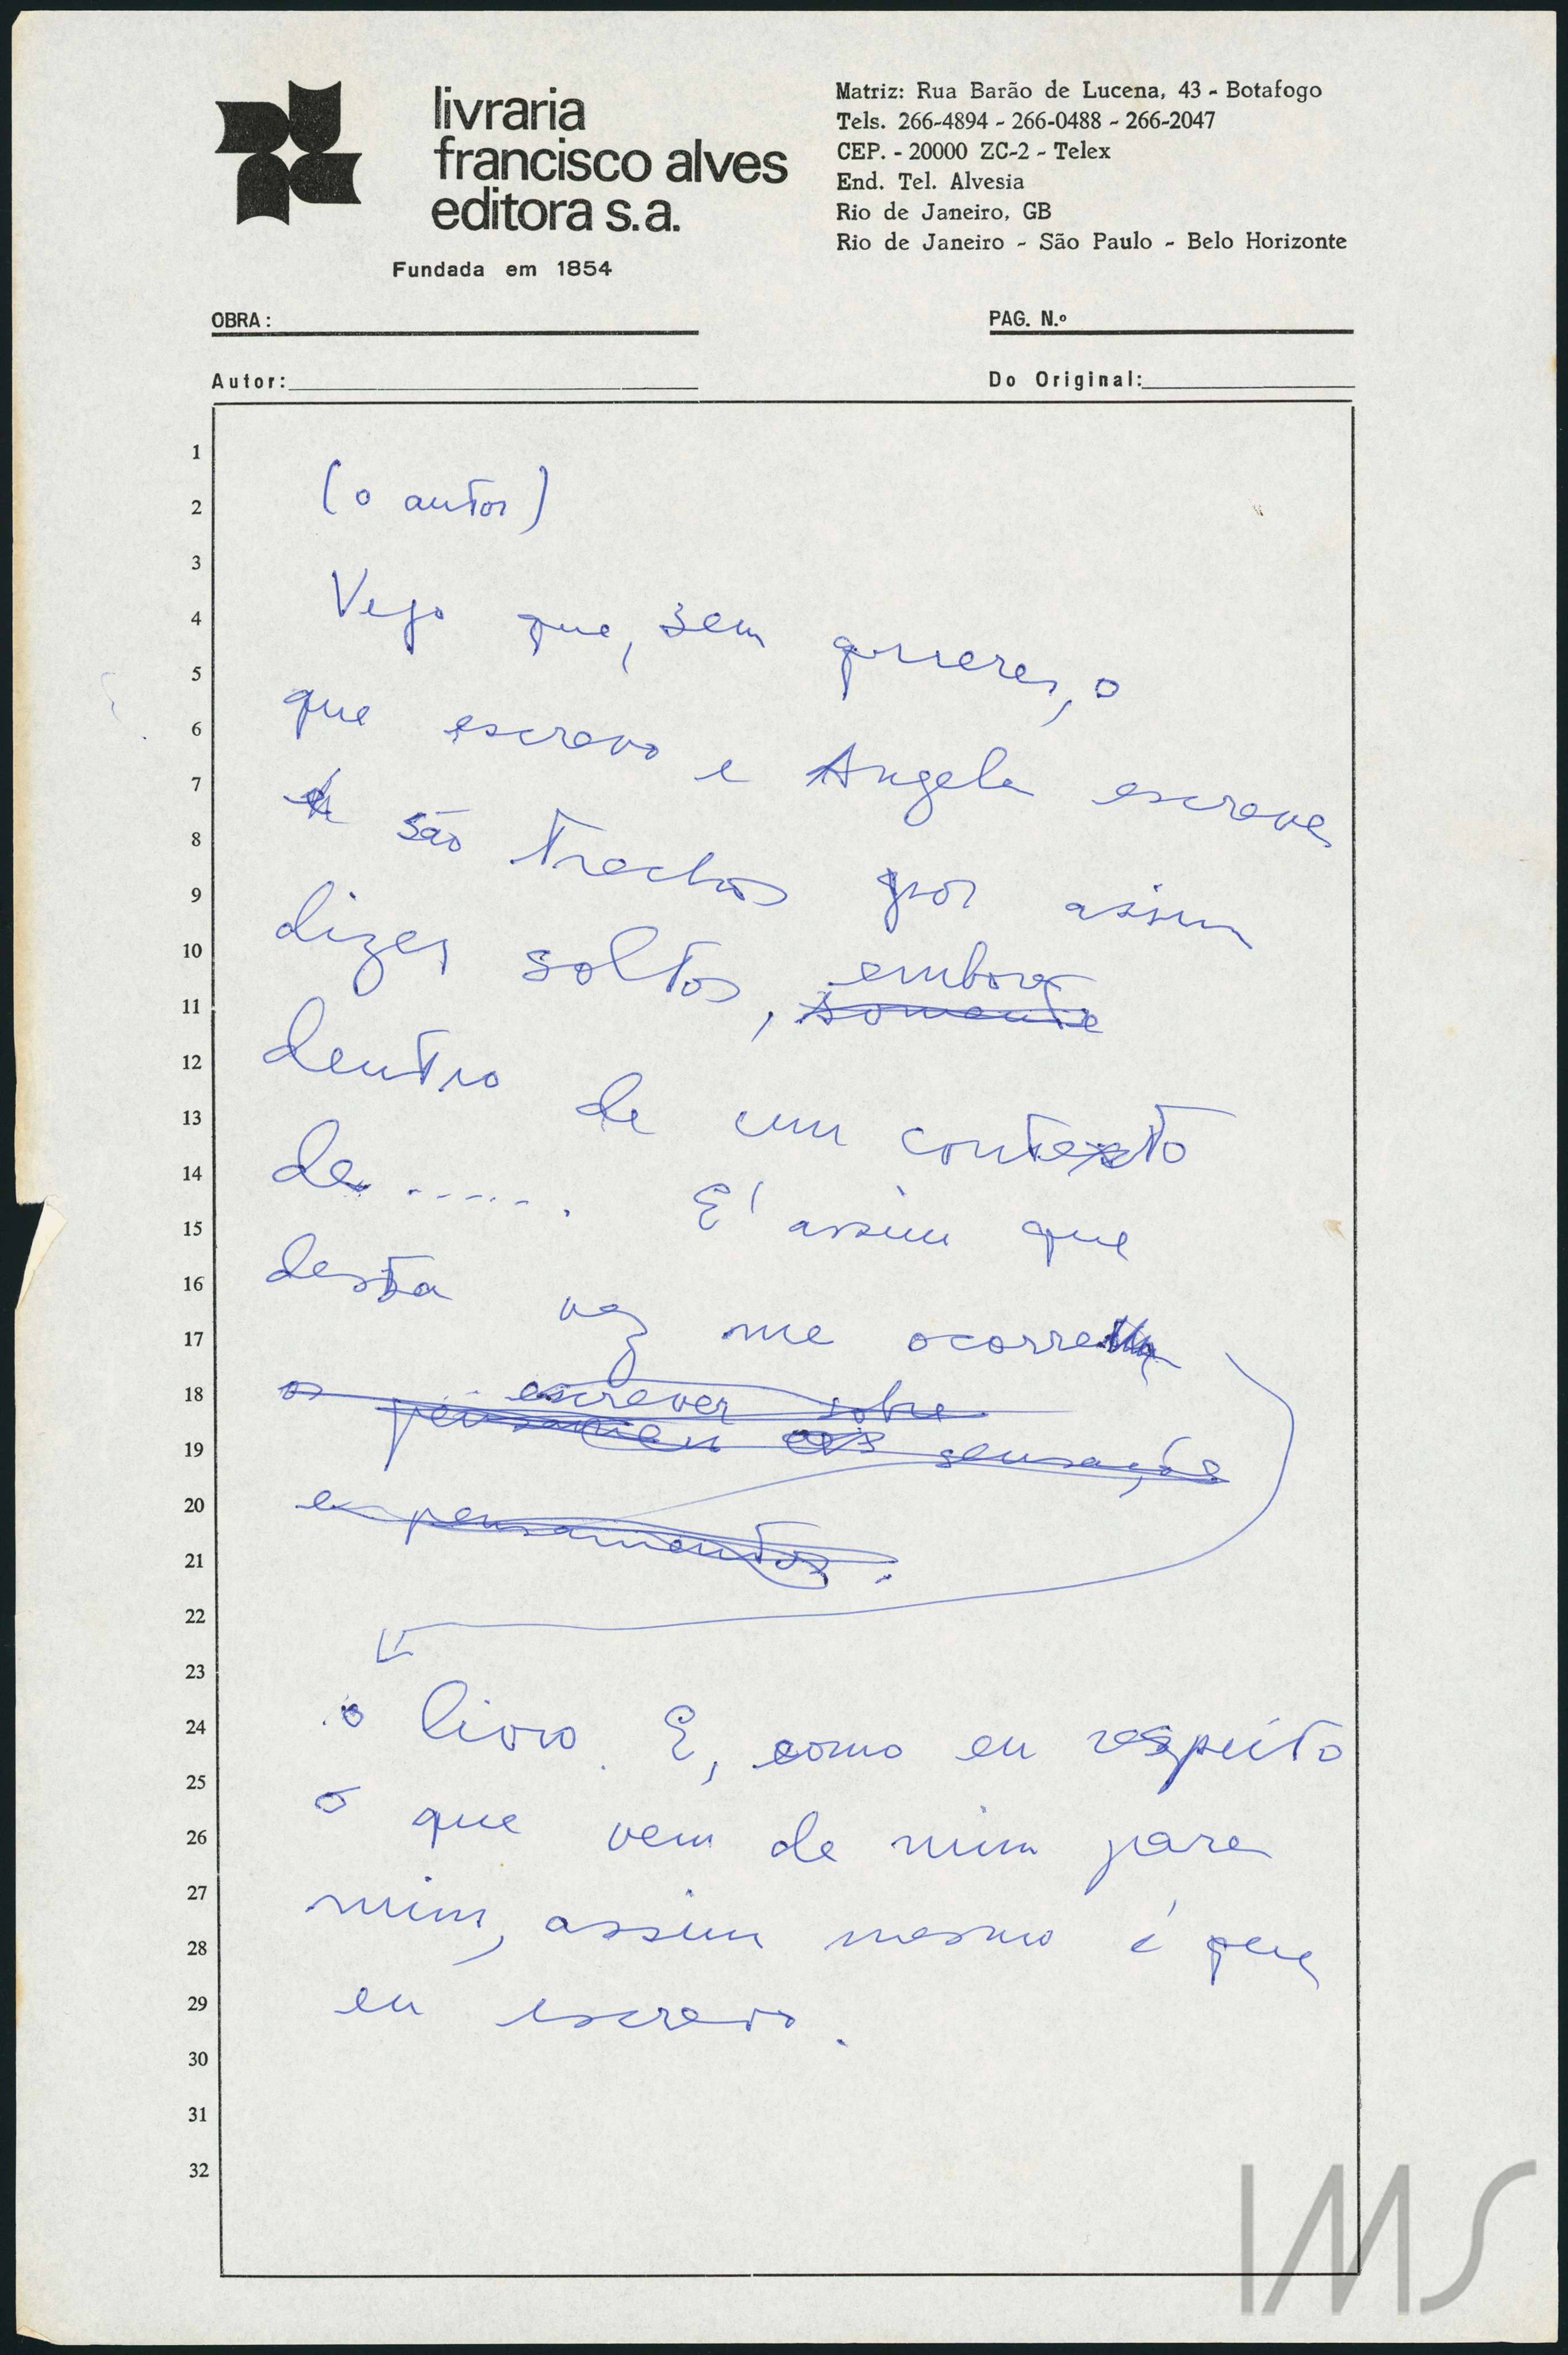 livraria
francisco alves
editora s.a.
Fundada em 1854
Matriz: Rua Barão de Lucena, 43 - Botafogo
Tels. 266-4894 - 266-0488 - 266-2047
CEP. - 20000 ZC-2 - Telex
End. Tel. Alvesia
Rio de Janeiro, GB
Rio de Janeiro - São Paulo - Belo Horizonte
OBRA:
PAG. N.º
Autor:
Do Original:
1
2
3
4
5
6
7
8
9
10
11
12
13
14
15
16
17
18
19
20
21
22
23
24
25
26
27
28
29
30
31
32
(o autor)
Vejo que, sem querer, o
que escrevo e Angela escreve
são trechos por assim
dizer soltos, embora
somente
dentro de um contexto
de ...... É assim que
desta vez me ocorre
escrever sobre
os pensamen as sensações
e pensamentos.
o livro. E, como eu respeito
o que vem de mim para
mim, assim mesmo é que
eu escrevo.
IMS